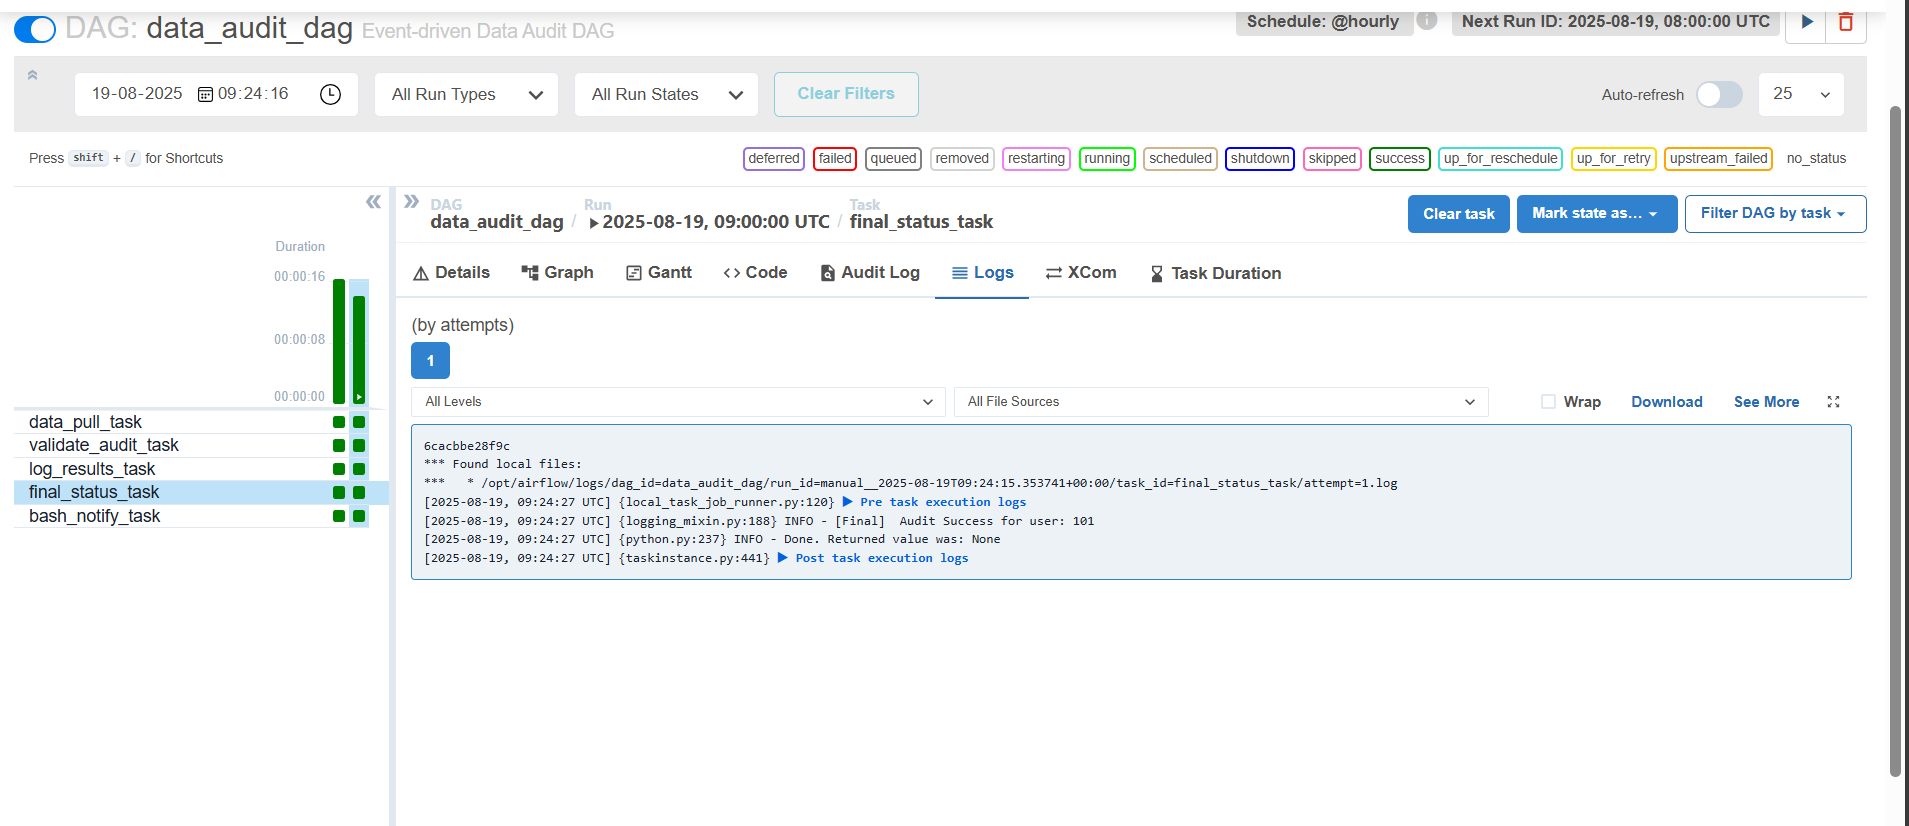 DAG: data_audit_dag Event-driven Data Audit DAG
Schedule: @hourly i Next Run ID: 2025-08-19, 08:00:00 UTC
19-08-2025 09:24:16 All Run Types All Run States Clear Filters Auto-refresh 25
Press shift + / for Shortcuts
deferred failed queued removed restarting running scheduled shutdown skipped success up_for_reschedule up_for_retry upstream_failed no_status
DAG Run Task
data_audit_dag / 2025-08-19, 09:00:00 UTC / final_status_task
Clear task Mark state as... Filter DAG by task
Duration
00:00:16
00:00:08
00:00:00
data_pull_task
validate_audit_task
log_results_task
final_status_task
bash_notify_task
Details Graph Gantt <> Code Audit Log Logs XCom Task Duration
(by attempts)
1
All Levels All File Sources Wrap Download See More
6cacbbe28f9c
*** Found local files:
***   * /opt/airflow/logs/dag_id=data_audit_dag/run_id=manual__2025-08-19T09:24:15.353741+00:00/task_id=final_status_task/attempt=1.log
[2025-08-19, 09:24:27 UTC] {local_task_job_runner.py:120} ▶ Pre task execution logs
[2025-08-19, 09:24:27 UTC] {logging_mixin.py:188} INFO - [Final]  Audit Success for user: 101
[2025-08-19, 09:24:27 UTC] {python.py:237} INFO - Done. Returned value was: None
[2025-08-19, 09:24:27 UTC] {taskinstance.py:441} ▶ Post task execution logs